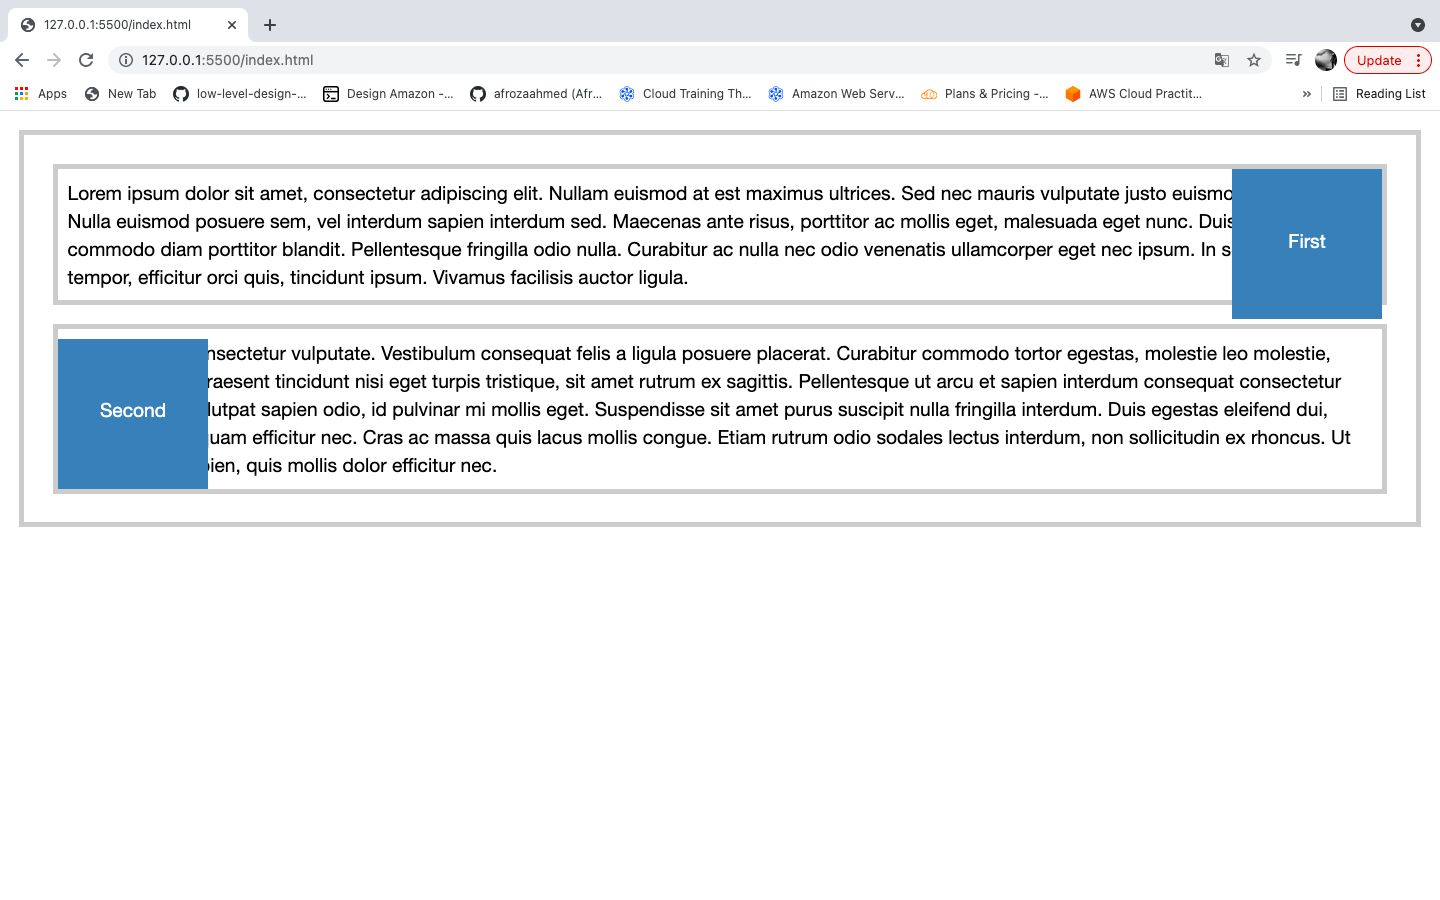 127.0.0.1:5500/index.html
127.0.0.1:5500/index.html
Update
Apps
New Tab
low-level-design-...
Design Amazon -...
afrozaahmed (Afr...
Cloud Training Th...
Amazon Web Serv...
Plans & Pricing -...
AWS Cloud Practit...
»
Reading List
Lorem ipsum dolor sit amet, consectetur adipiscing elit. Nullam euismod at est maximus ultrices. Sed nec mauris vulputate justo euismo
Nulla euismod posuere sem, vel interdum sapien interdum sed. Maecenas ante risus, porttitor ac mollis eget, malesuada eget nunc. Duis
commodo diam porttitor blandit. Pellentesque fringilla odio nulla. Curabitur ac nulla nec odio venenatis ullamcorper eget nec ipsum. In s
tempor, efficitur orci quis, tincidunt ipsum. Vivamus facilisis auctor ligula.
First
nsectetur vulputate. Vestibulum consequat felis a ligula posuere placerat. Curabitur commodo tortor egestas, molestie leo molestie,
raesent tincidunt nisi eget turpis tristique, sit amet rutrum ex sagittis. Pellentesque ut arcu et sapien interdum consequat consectetur
lutpat sapien odio, id pulvinar mi mollis eget. Suspendisse sit amet purus suscipit nulla fringilla interdum. Duis egestas eleifend dui,
uam efficitur nec. Cras ac massa quis lacus mollis congue. Etiam rutrum odio sodales lectus interdum, non sollicitudin ex rhoncus. Ut
ien, quis mollis dolor efficitur nec.
Second